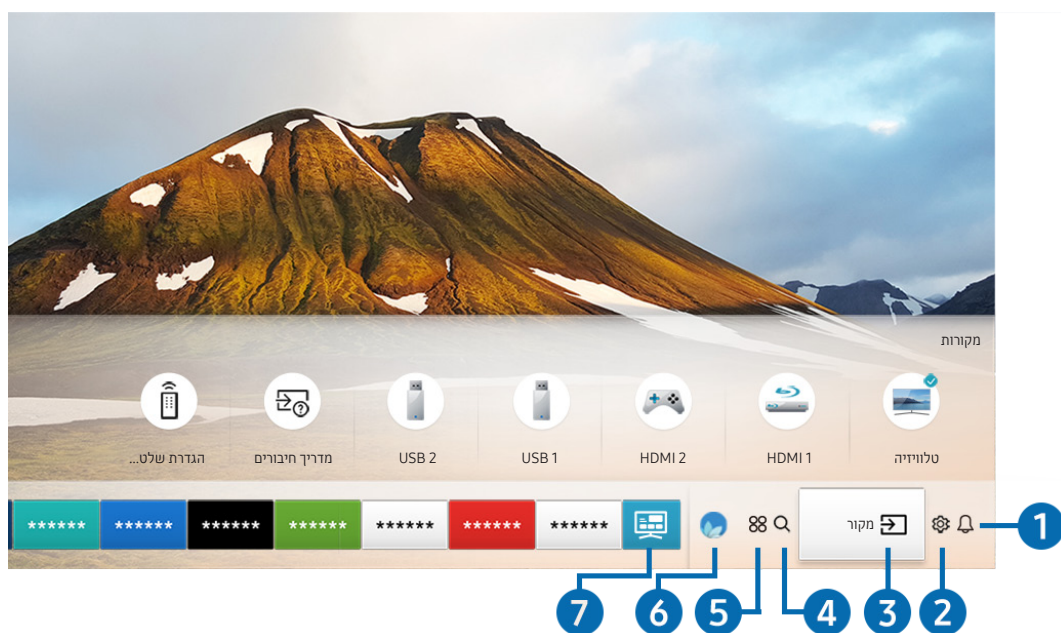 מקורות
טלוויזיה
HDMI 1
HDMI 2
USB 1
USB 2
מדריך חיבורים
הגדרת שלט...
מקור
****** ****** ****** ****** ****** ****** ******
1
2
3
4
5
6
7